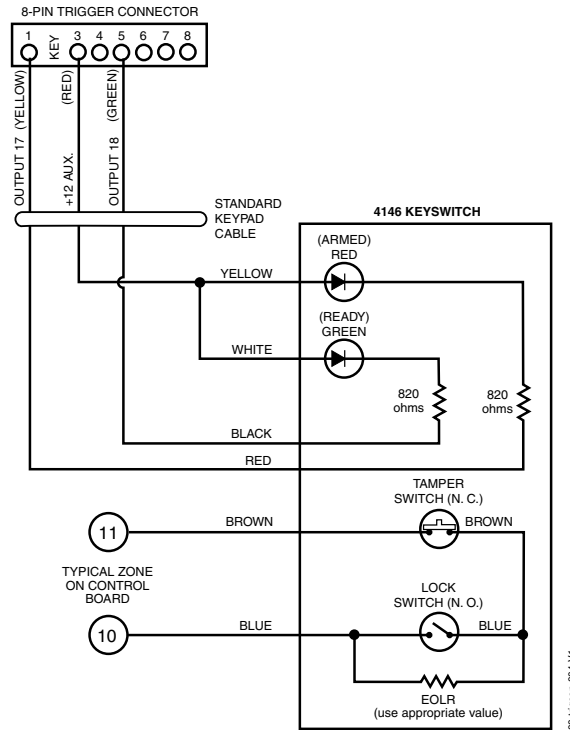 8-PIN TRIGGER CONNECTOR
1 KEY 3 4 5 6 7 8
OUTPUT 17 (YELLOW)
+12 AUX. (RED)
OUTPUT 18 (GREEN)
STANDARD
KEYPAD
CABLE
4146 KEYSWITCH
(ARMED)
RED
YELLOW
(READY)
GREEN
WHITE
820
ohms
820
ohms
BLACK
RED
TAMPER
SWITCH (N. C.)
11
BROWN
BROWN
TYPICAL ZONE
ON CONTROL
BOARD
LOCK
SWITCH (N. O.)
10
BLUE
BLUE
EOLR
(use appropriate value)